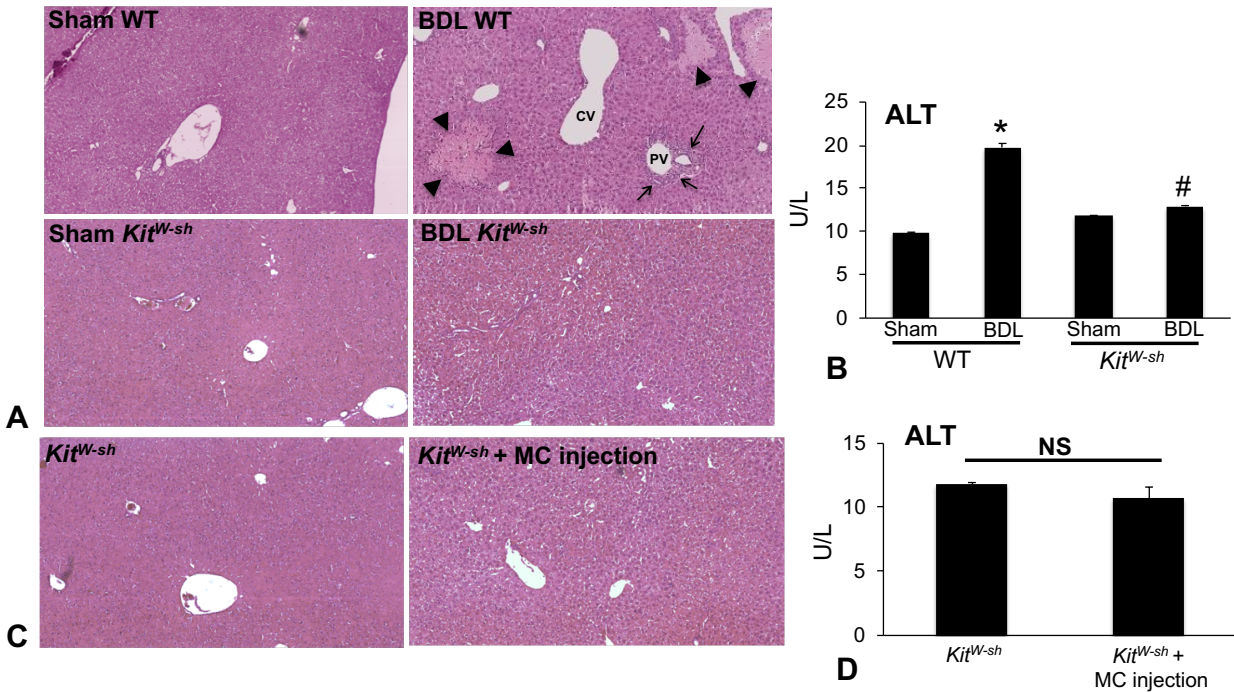 Sham WT
BDL WT
CV
PV
Sham Kit^W-sh
BDL Kit^W-sh
A
ALT
U/L
25
20
15
10
5
0
*
#
Sham
BDL
Sham
BDL
WT
Kit^W-sh
B
Kit^W-sh
Kit^W-sh + MC injection
C
ALT
NS
U/L
15
10
5
0
Kit^W-sh
Kit^W-sh +
MC injection
D